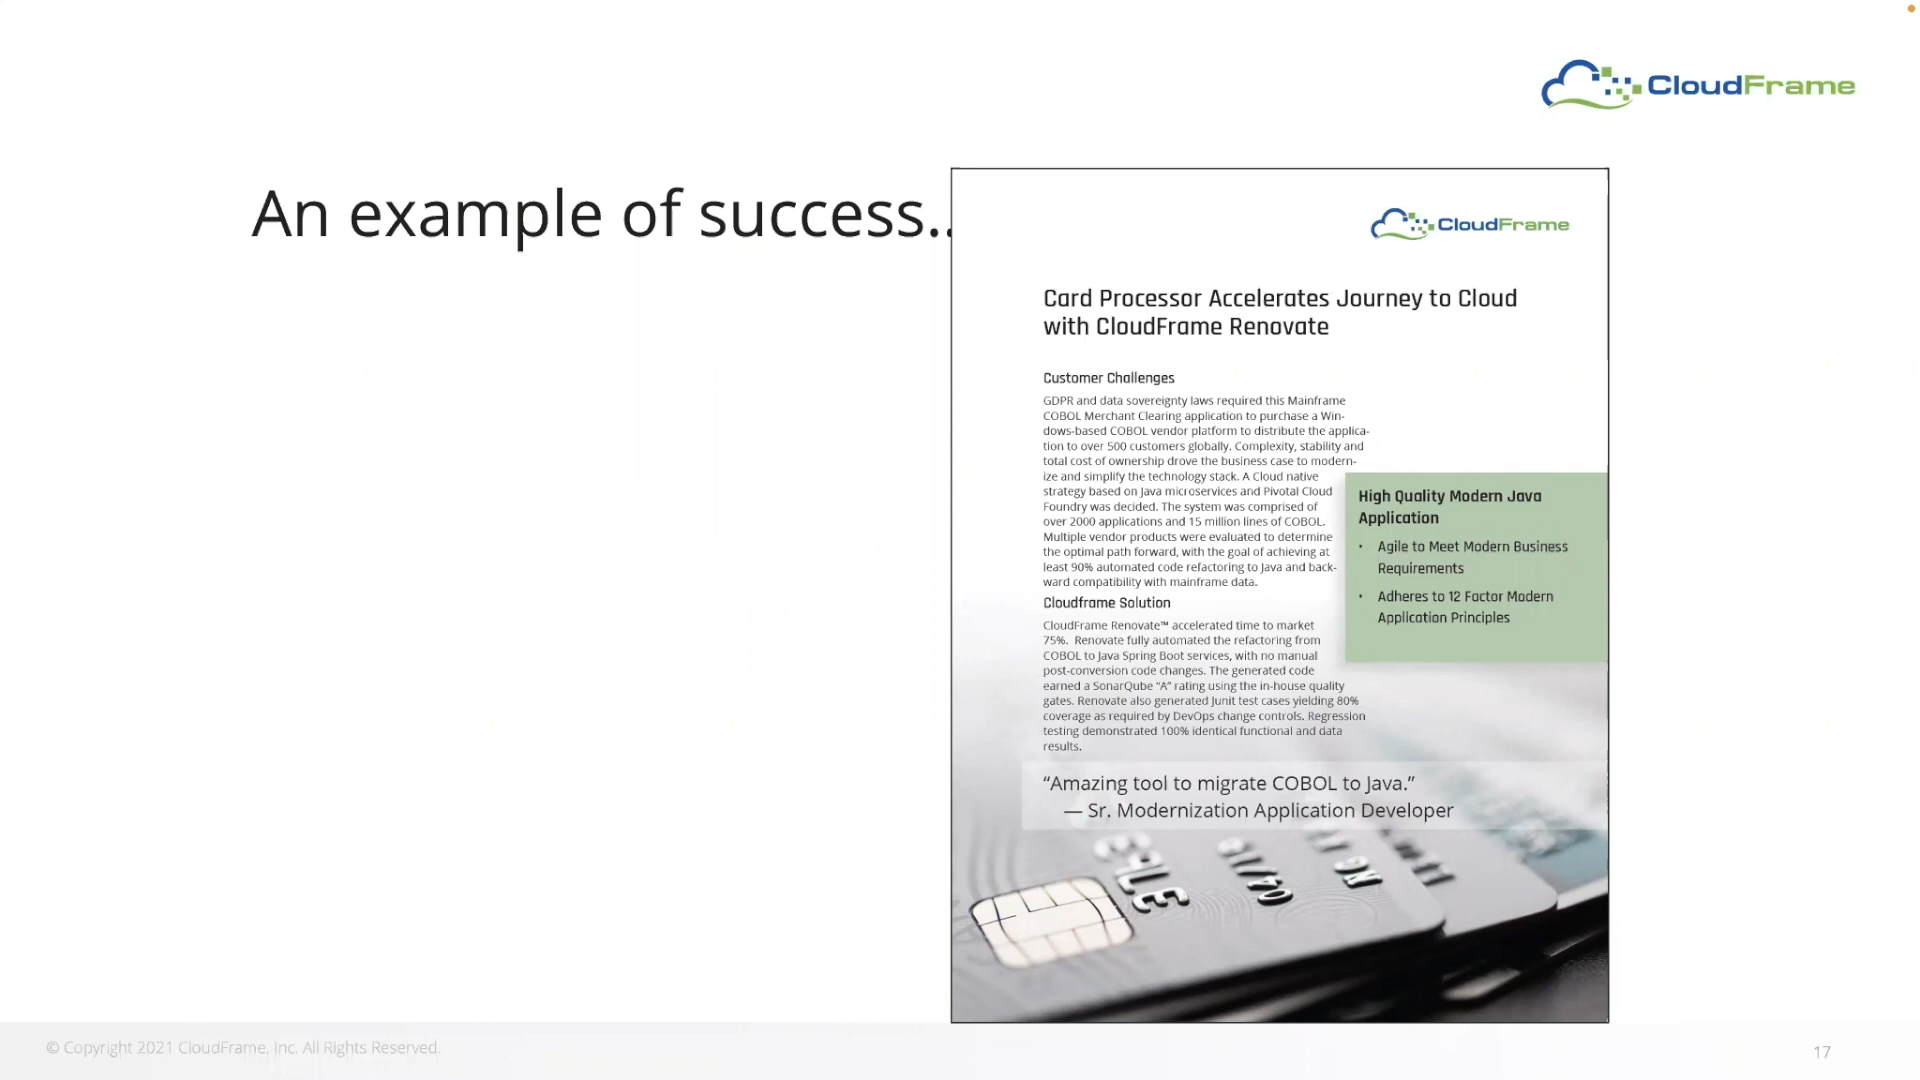 CloudFrame
An example of success..
CloudFrame
Card Processor Accelerates Journey to Cloud
with CloudFrame Renovate
Customer Challenges
GDPR and data sovereignty laws required this Mainframe
COBOL Merchant Clearing application to purchase a Win-
dows-based COBOL vendor platform to distribute the applica-
tion to over 500 customers globally. Complexity, stability and
total cost of ownership drove the business case to modern-
ize and simplify the technology stack. A Cloud native
strategy based on Java microservices and Pivotal Cloud
Foundry was decided. The system was comprised of
over 2000 applications and 15 million lines of COBOL.
Multiple vendor products were evaluated to determine
the optimal path forward, with the goal of achieving at
least 90% automated code refactoring to Java and back-
ward compatibility with mainframe data.
Cloudframe Solution
CloudFrame Renovate™ accelerated time to market
75%. Renovate fully automated the refactoring from
COBOL to Java Spring Boot services, with no manual
post-conversion code changes. The generated code
earned a SonarQube “A” rating using the in-house quality
gates. Renovate also generated Junit test cases yielding 80%
coverage as required by DevOps change controls. Regression
testing demonstrated 100% identical functional and data
results.
High Quality Modern Java
Application
• Agile to Meet Modern Business
Requirements
• Adheres to 12 Factor Modern
Application Principles
“Amazing tool to migrate COBOL to Java.”
— Sr. Modernization Application Developer
© Copyright 2021 CloudFrame, Inc. All Rights Reserved.
17